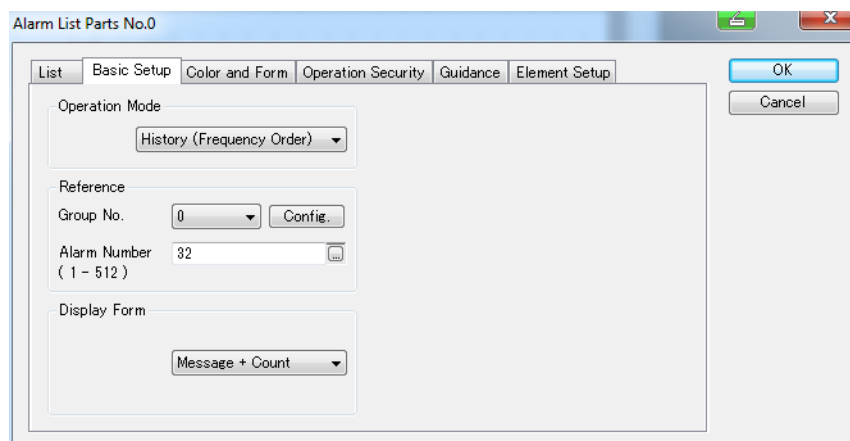 Alarm List Parts No.0
List Basic Setup Color and Form Operation Security Guidance Element Setup
OK
Cancel
Operation Mode
History (Frequency Order)
Reference
Group No. 0 Config.
Alarm Number 32 ...
( 1 - 512 )
Display Form
Message + Count